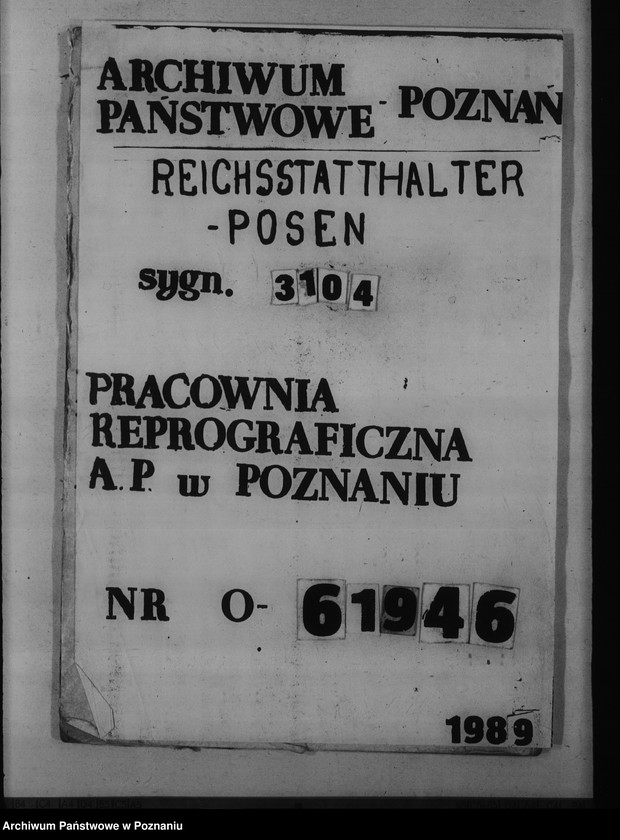 ARCHIWUM
PAŃSTWOWE - POZNAŃ
REICHSSTATTHALTER
-POSEN
sygn. 3104
PRACOWNIA
REPROGRAFICZNA
A.P. w POZNANIU
NR O-61946
1989
Archiwum Państwowe w Poznaniu